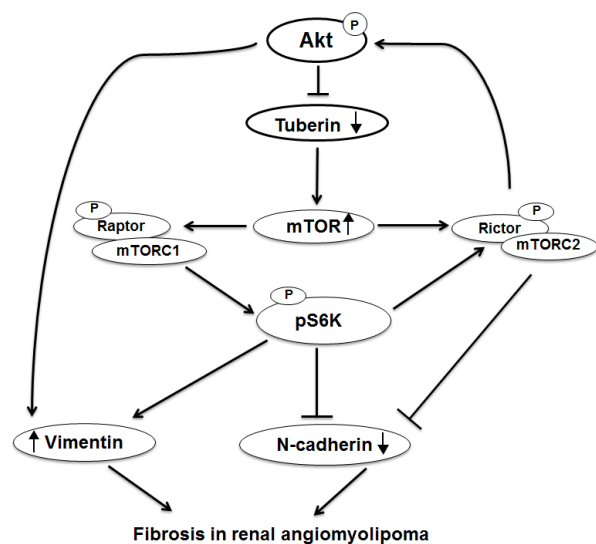 P
Akt
Tuberin
P
Raptor
mTORC1
mTOR
P
Rictor
mTORC2
P
pS6K
Vimentin
N-cadherin
Fibrosis in renal angiomyolipoma